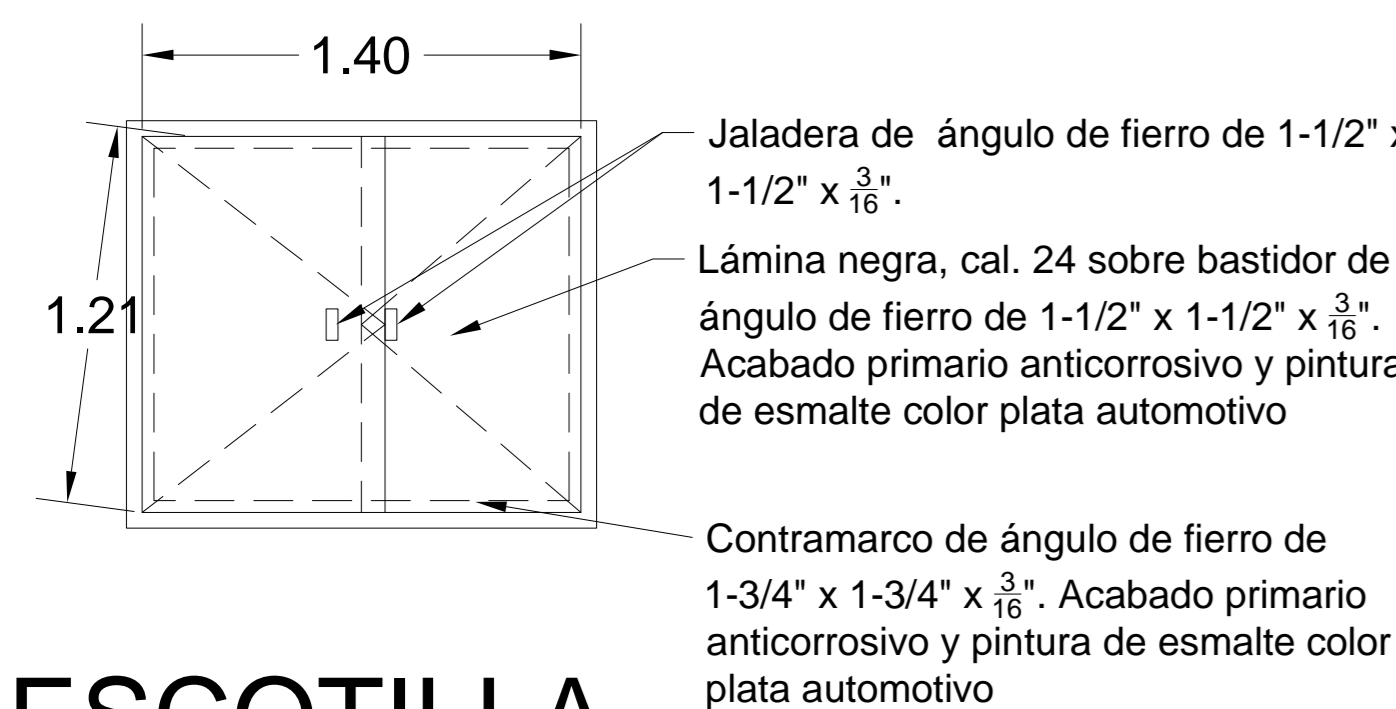 1.40
1.21
Jaladera de ángulo de fierro de 1-1/2" x
1-1/2" x 3/16".
Lámina negra, cal. 24 sobre bastidor de
ángulo de fierro de 1-1/2" x 1-1/2" x 3/16".
Acabado primario anticorrosivo y pintura
de esmalte color plata automotivo
Contramarco de ángulo de fierro de
1-3/4" x 1-3/4" x 3/16". Acabado primario
anticorrosivo y pintura de esmalte color
plata automotivo
ESCOTILLA